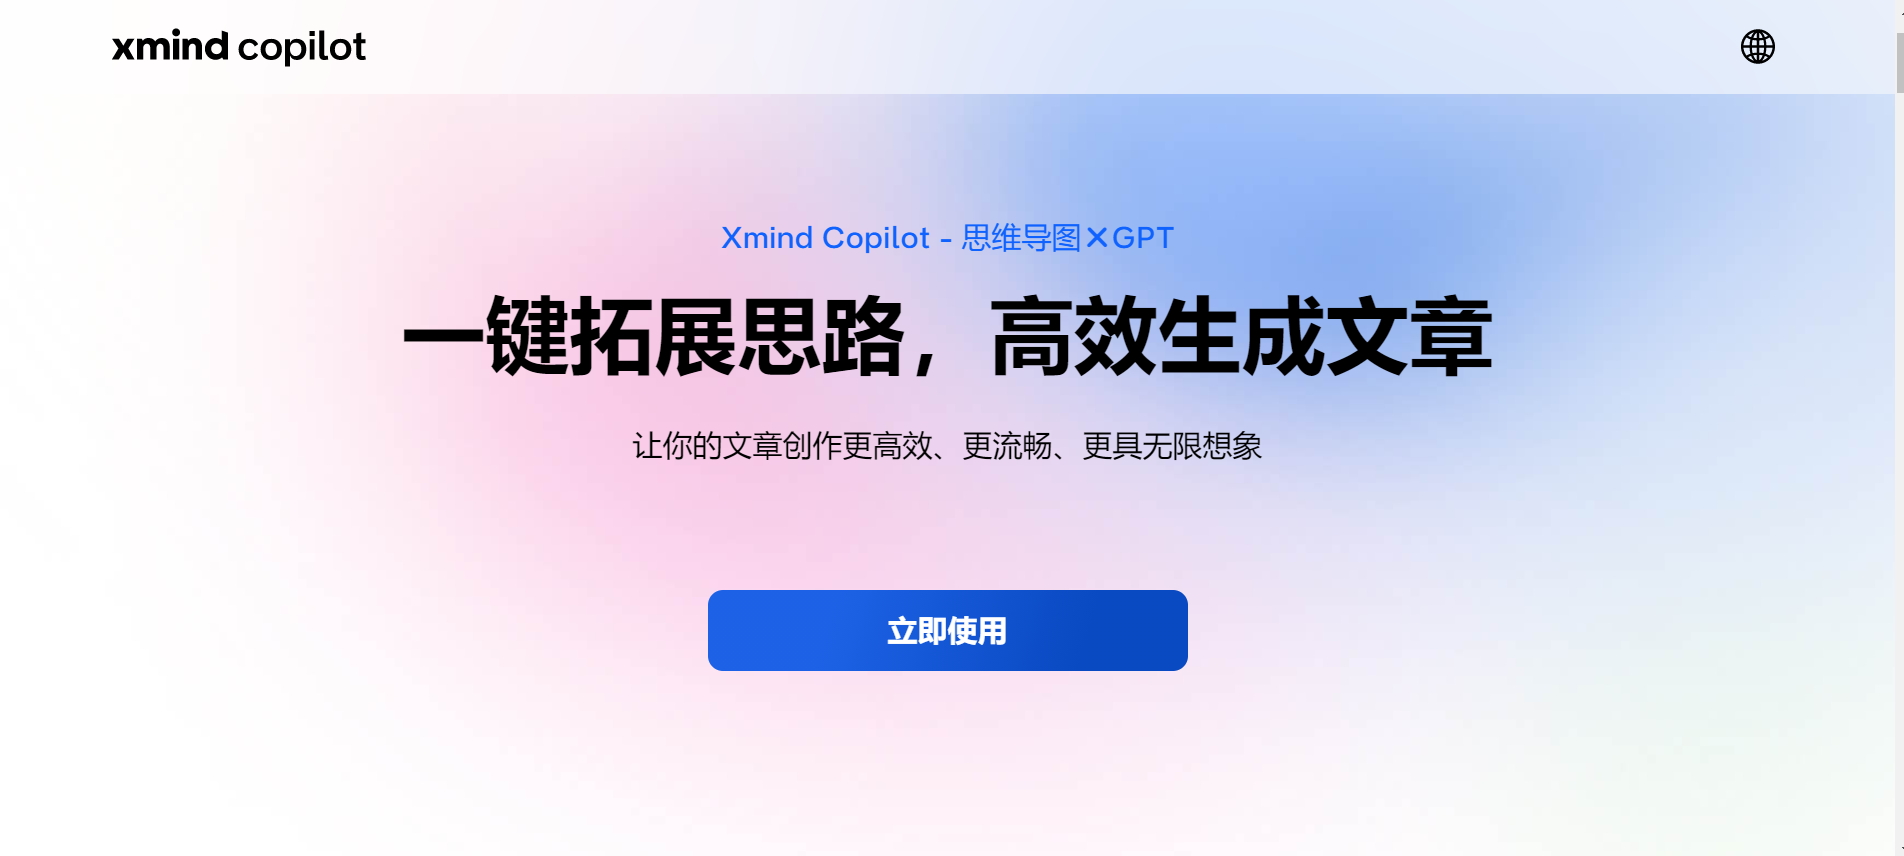 xmind copilot
Xmind Copilot - 思维导图×GPT
一键拓展思路，高效生成文章
让你的文章创作更高效、更流畅、更具无限想象
立即使用